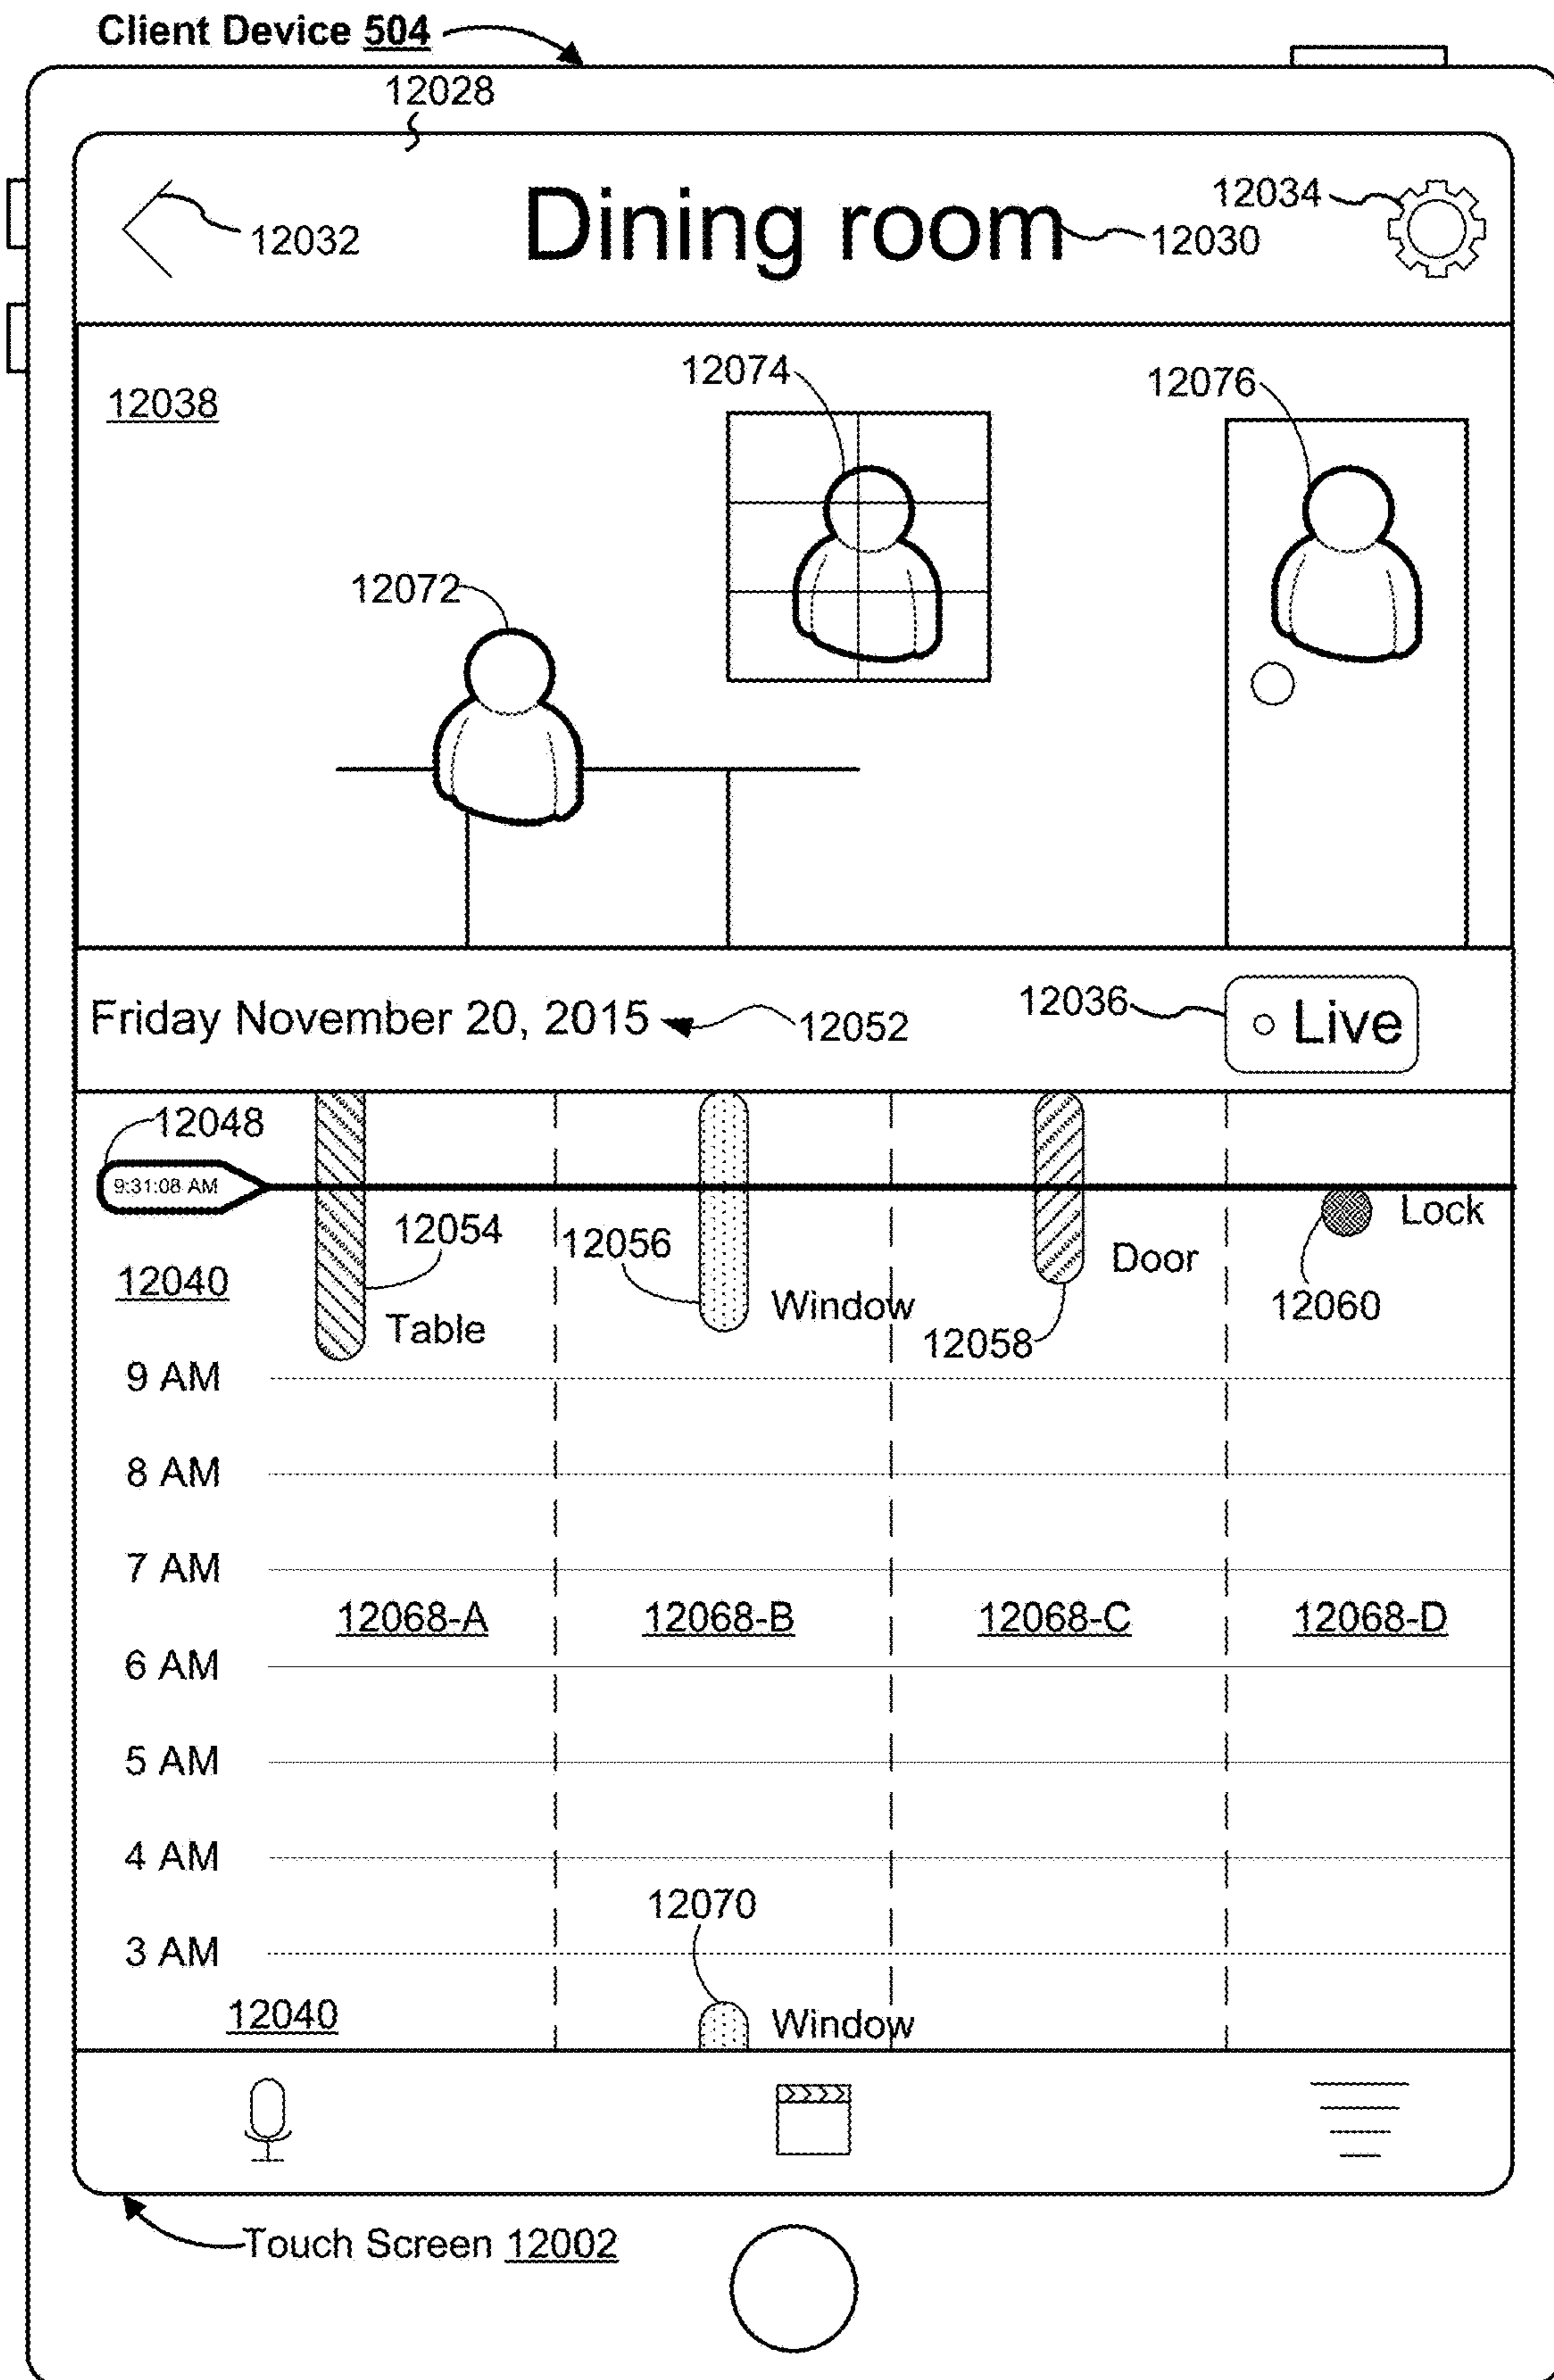 Client Device 504
12028
12032
Dining room
12030
12034
12038
12074
12076
12072
Friday November 20, 2015
12052
12036
Live
12048
9:31:08 AM
Lock
12054
12056
Door
12040
12060
Window
Table
12058
9 AM
8 AM
7 AM
12068-A
12068-B
12068-C
12068-D
6 AM
5 AM
4 AM
12070
3 AM
12040
Window
Touch Screen 12002